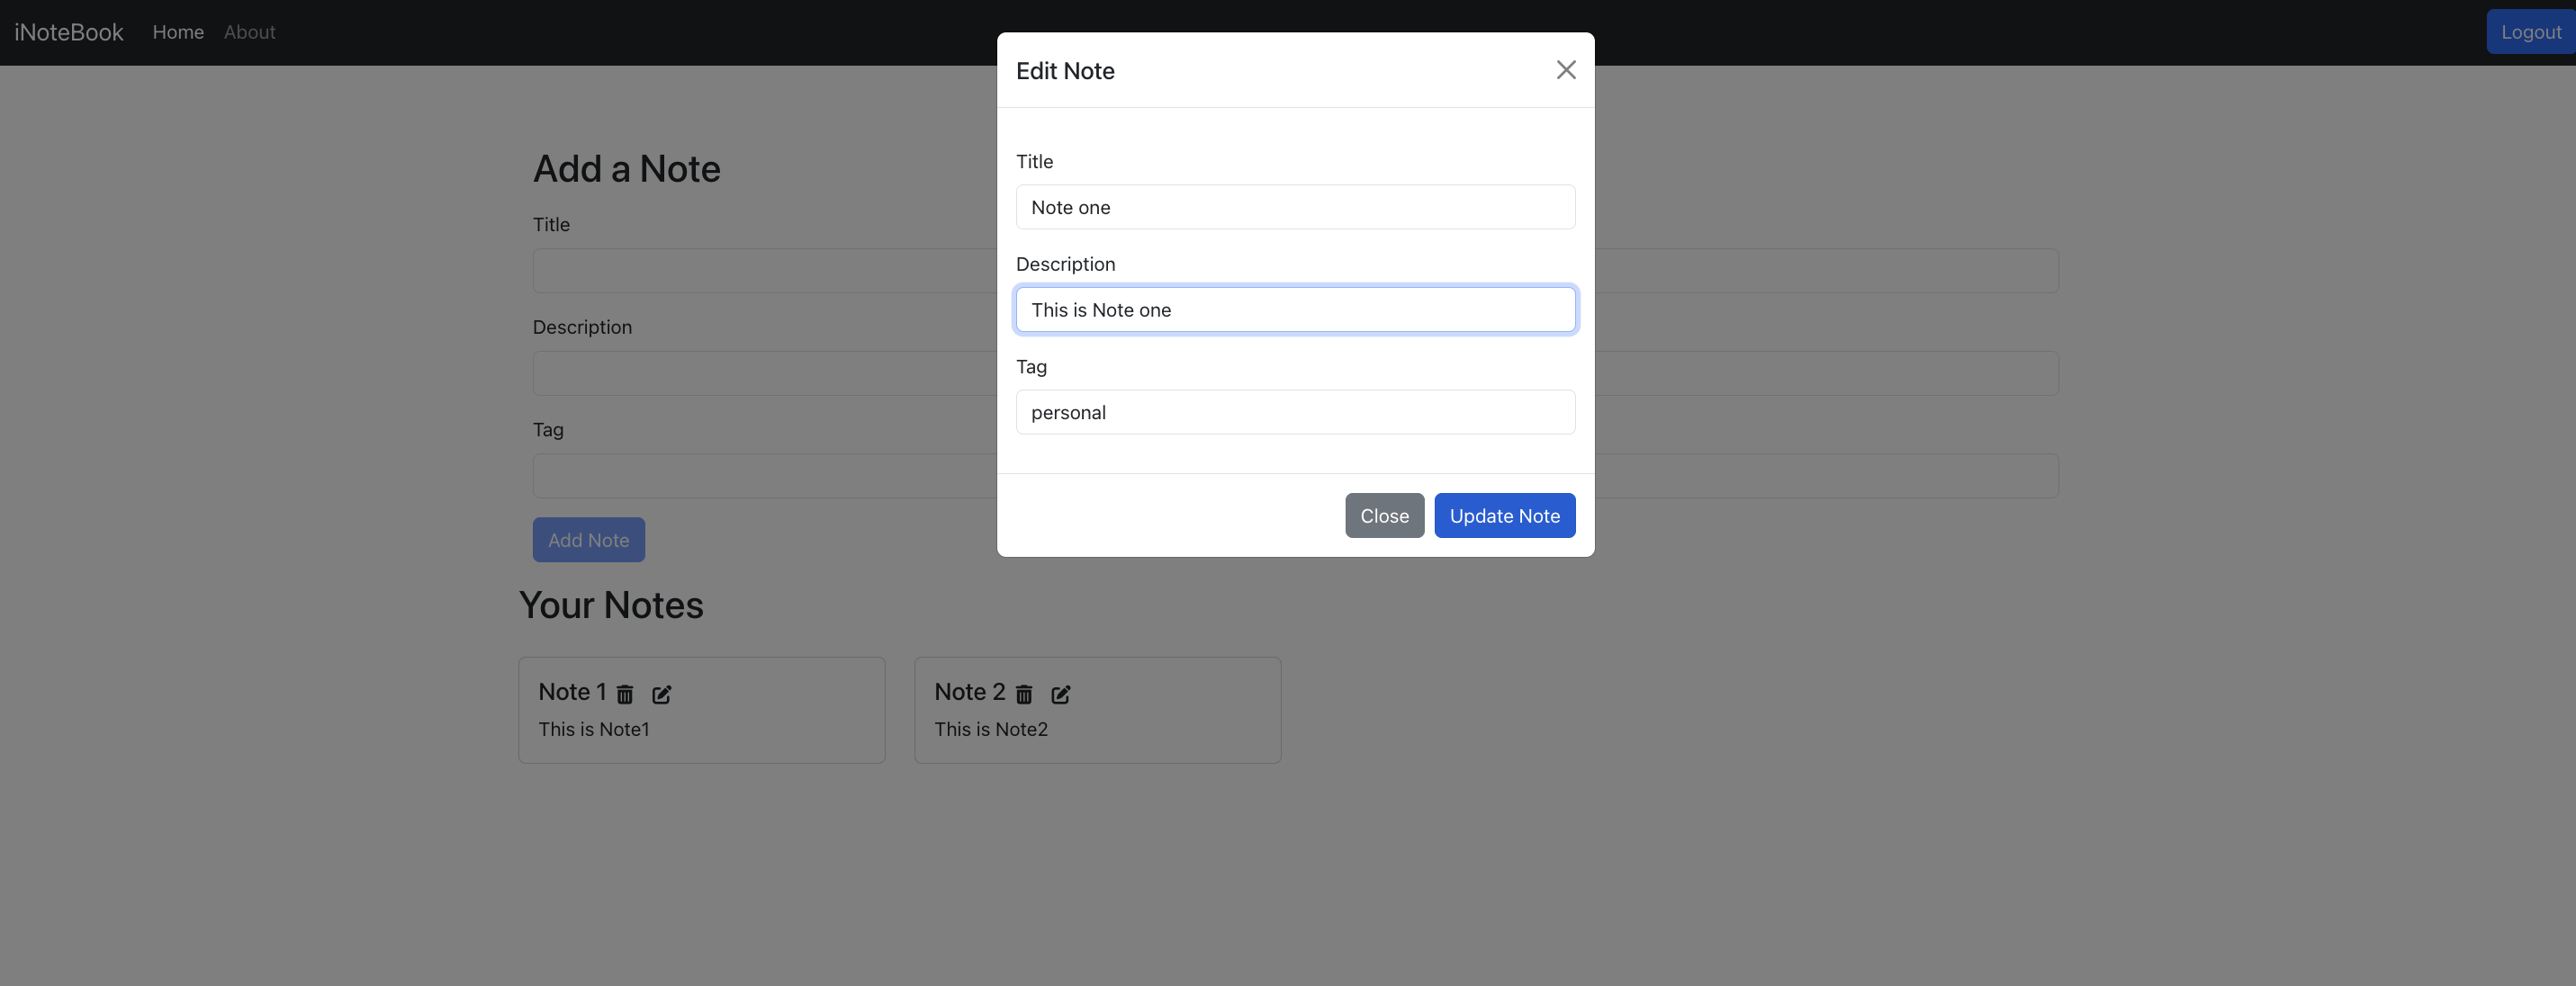 iNoteBook Home About Logout
Edit Note
Title
Note one
Description
This is Note one
Tag
personal
Close Update Note
Add a Note
Title
Description
Tag
Add Note
Your Notes
Note 1
This is Note1
Note 2
This is Note2